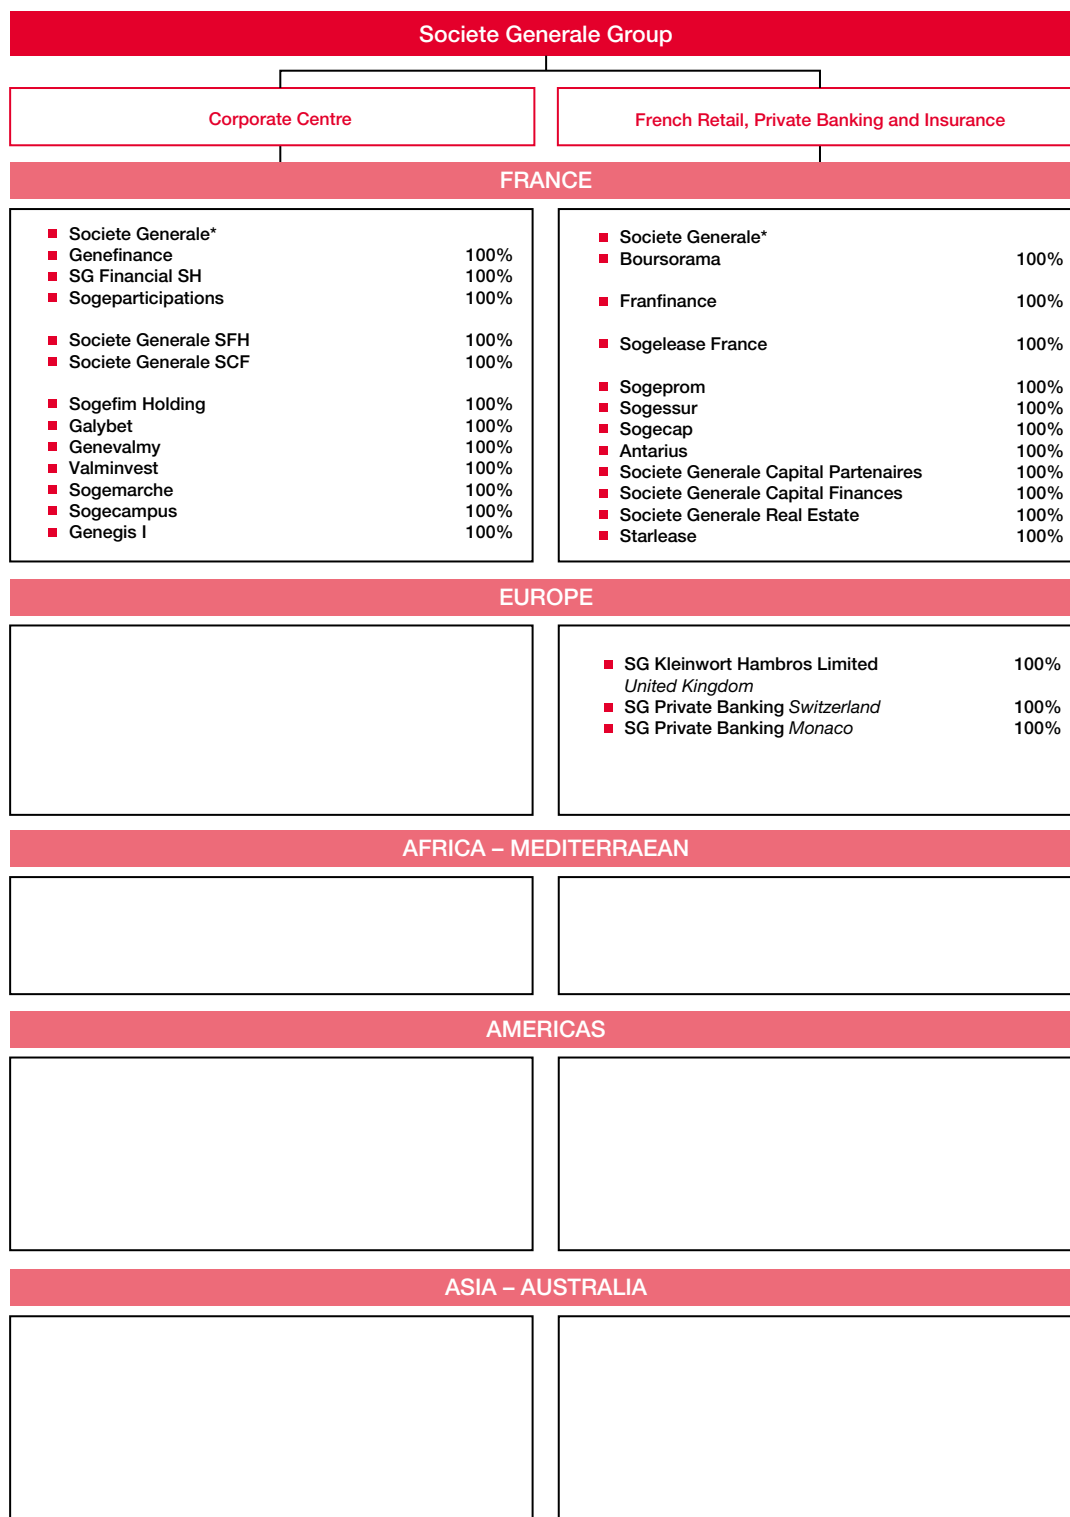 Societe Generale Group
Corporate Centre
French Retail, Private Banking and Insurance
FRANCE
Societe Generale*
Genefinance 100%
SG Financial SH 100%
Sogeparticipations 100%
Societe Generale SFH 100%
Societe Generale SCF 100%
Sogefim Holding 100%
Galybet 100%
Genevalmy 100%
Valminvest 100%
Sogemarche 100%
Sogecampus 100%
Genegis I 100%
Societe Generale*
Boursorama 100%
Franfinance 100%
Sogelease France 100%
Sogeprom 100%
Sogessur 100%
Sogecap 100%
Antarius 100%
Societe Generale Capital Partenaires 100%
Societe Generale Capital Finances 100%
Societe Generale Real Estate 100%
Starlease 100%
EUROPE
SG Kleinwort Hambros Limited 100%
United Kingdom
SG Private Banking Switzerland 100%
SG Private Banking Monaco 100%
AFRICA – MEDITERRAEAN
AMERICAS
ASIA – AUSTRALIA